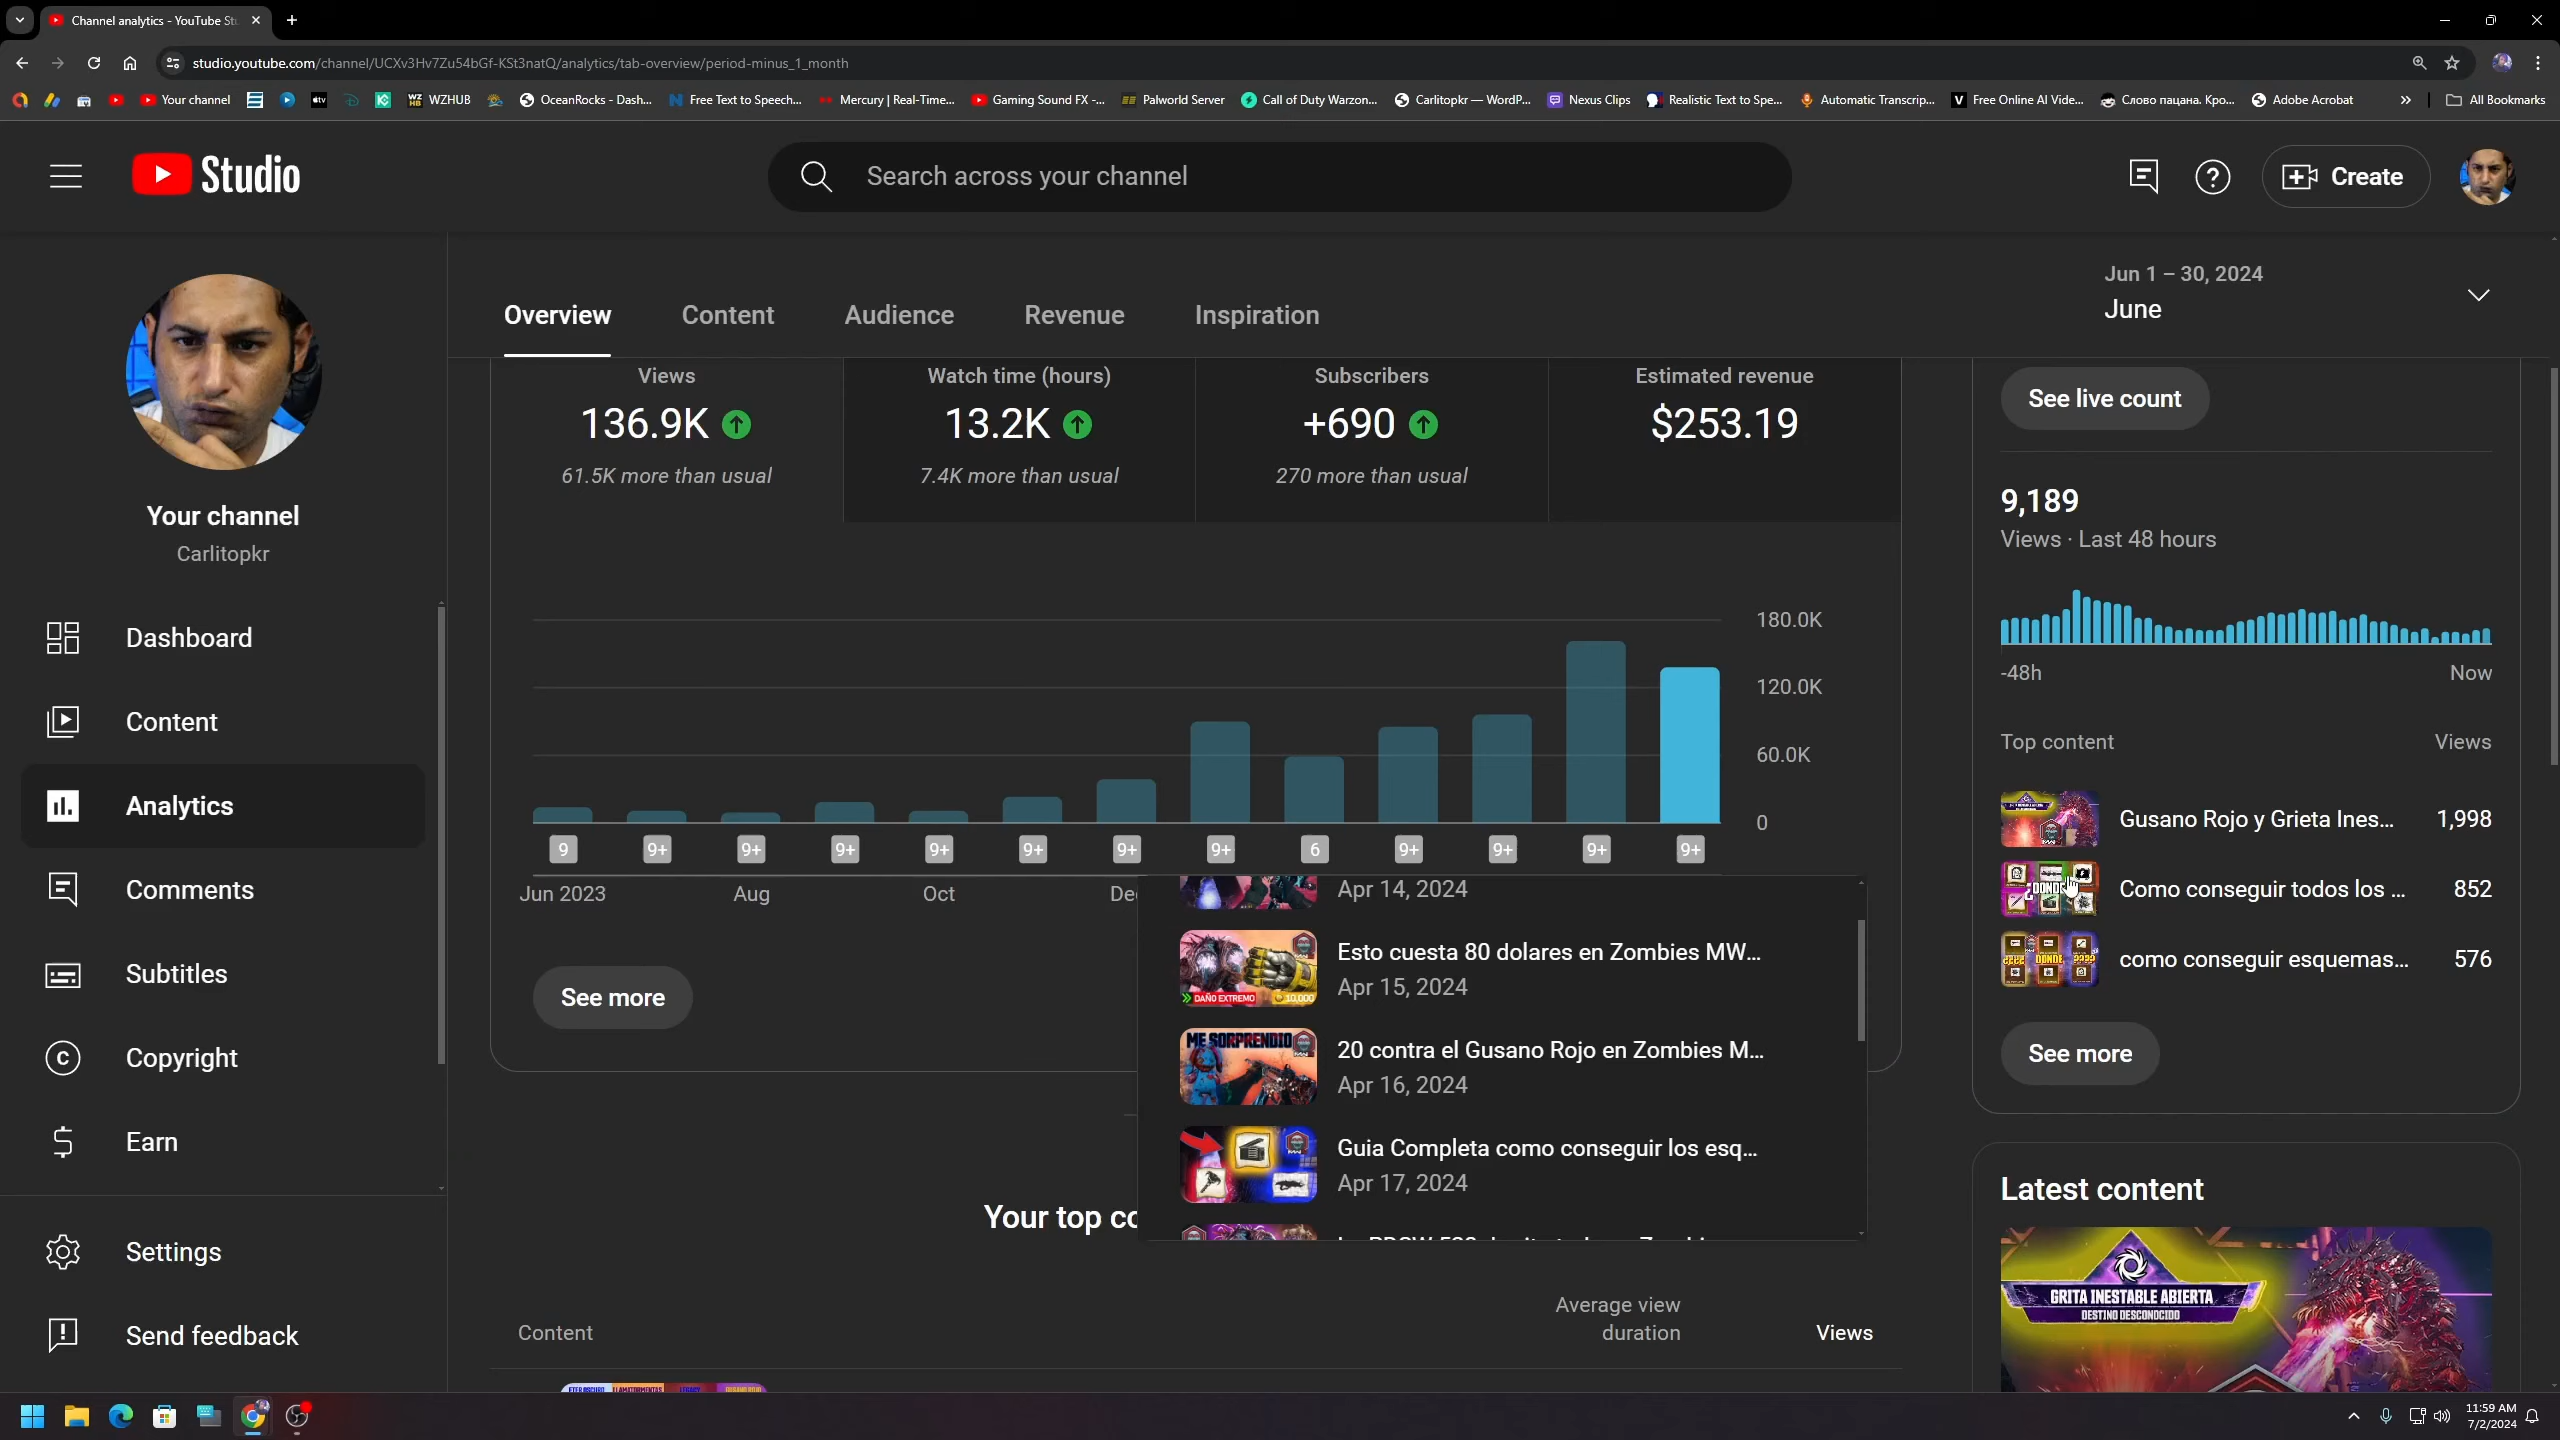 Channel analytics - YouTube St
studio.youtube.com/channel/UCXv3Hv7Zu54bGf-KSt3natQ/analytics/tab-overview/period-minus_1_month
Your channel
WZHUB
OceanRocks - Dash...
Free Text to Speech...
Mercury | Real-Time...
Gaming Sound FX -...
Palworld Server
Call of Duty Warzon...
Carlitopkr — WordP...
Nexus Clips
Realistic Text to Spe...
Automatic Transcrip...
Free Online AI Vide...
Слово пацана. Кро...
Adobe Acrobat
All Bookmarks
Studio
Search across your channel
Create
Your channel
Carlitopkr
Dashboard
Content
Analytics
Comments
Subtitles
Copyright
Earn
Settings
Send feedback
Overview
Content
Audience
Revenue
Inspiration
Jun 1 – 30, 2024
June
Views
136.9K
61.5K more than usual
Watch time (hours)
13.2K
7.4K more than usual
Subscribers
+690
270 more than usual
Estimated revenue
$253.19
180.0K
120.0K
60.0K
0
9
9+
9+
9+
9+
9+
9+
9+
6
9+
9+
9+
9+
Jun 2023
Aug
Oct
De
Apr 14, 2024
Esto cuesta 80 dolares en Zombies MW...
Apr 15, 2024
DAÑO EXTREMO
10,000
20 contra el Gusano Rojo en Zombies M...
Apr 16, 2024
ME SORPRENDIO
Guia Completa como conseguir los esq...
Apr 17, 2024
See more
Your top co
Content
Average view
duration
Views
See live count
9,189
Views · Last 48 hours
-48h
Now
Top content
Views
Gusano Rojo y Grieta Ines...
1,998
DONDE
Como conseguir todos los ...
852
DONDE
como conseguir esquemas...
576
See more
Latest content
GRITA INESTABLE ABIERTA
DESTINO DESCONOCIDO
11:59 AM
7/2/2024